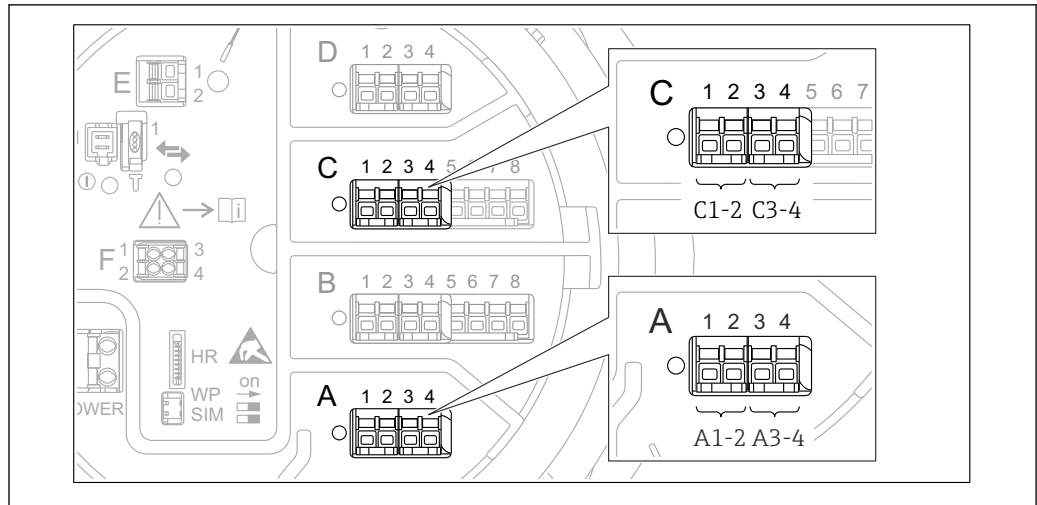 D 1 2 3 4
E 1
2
1
C 1 2 3 4 5 6 7 8
i
F 1 3
2 4
B 1 2 3 4 5 6 7 8
HR
WP on
SIM
OWER
A 1 2 3 4
C 1 2 3 4 5 6 7
C1-2 C3-4
A 1 2 3 4
A1-2 A3-4